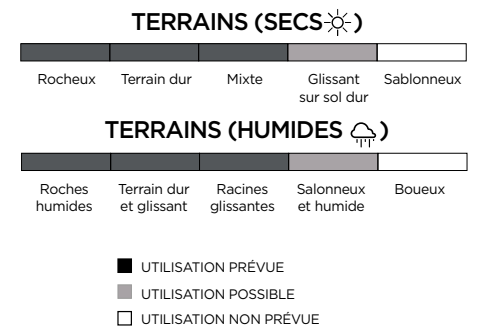 TERRAINS (SECS)
Rocheux Terrain dur Mixte Glissant sur sol dur Sablonneux
TERRAINS (HUMIDES)
Roches humides Terrain dur et glissant Racines glissantes Salonneux et humide Boueux
UTILISATION PRÉVUE
UTILISATION POSSIBLE
UTILISATION NON PRÉVUE